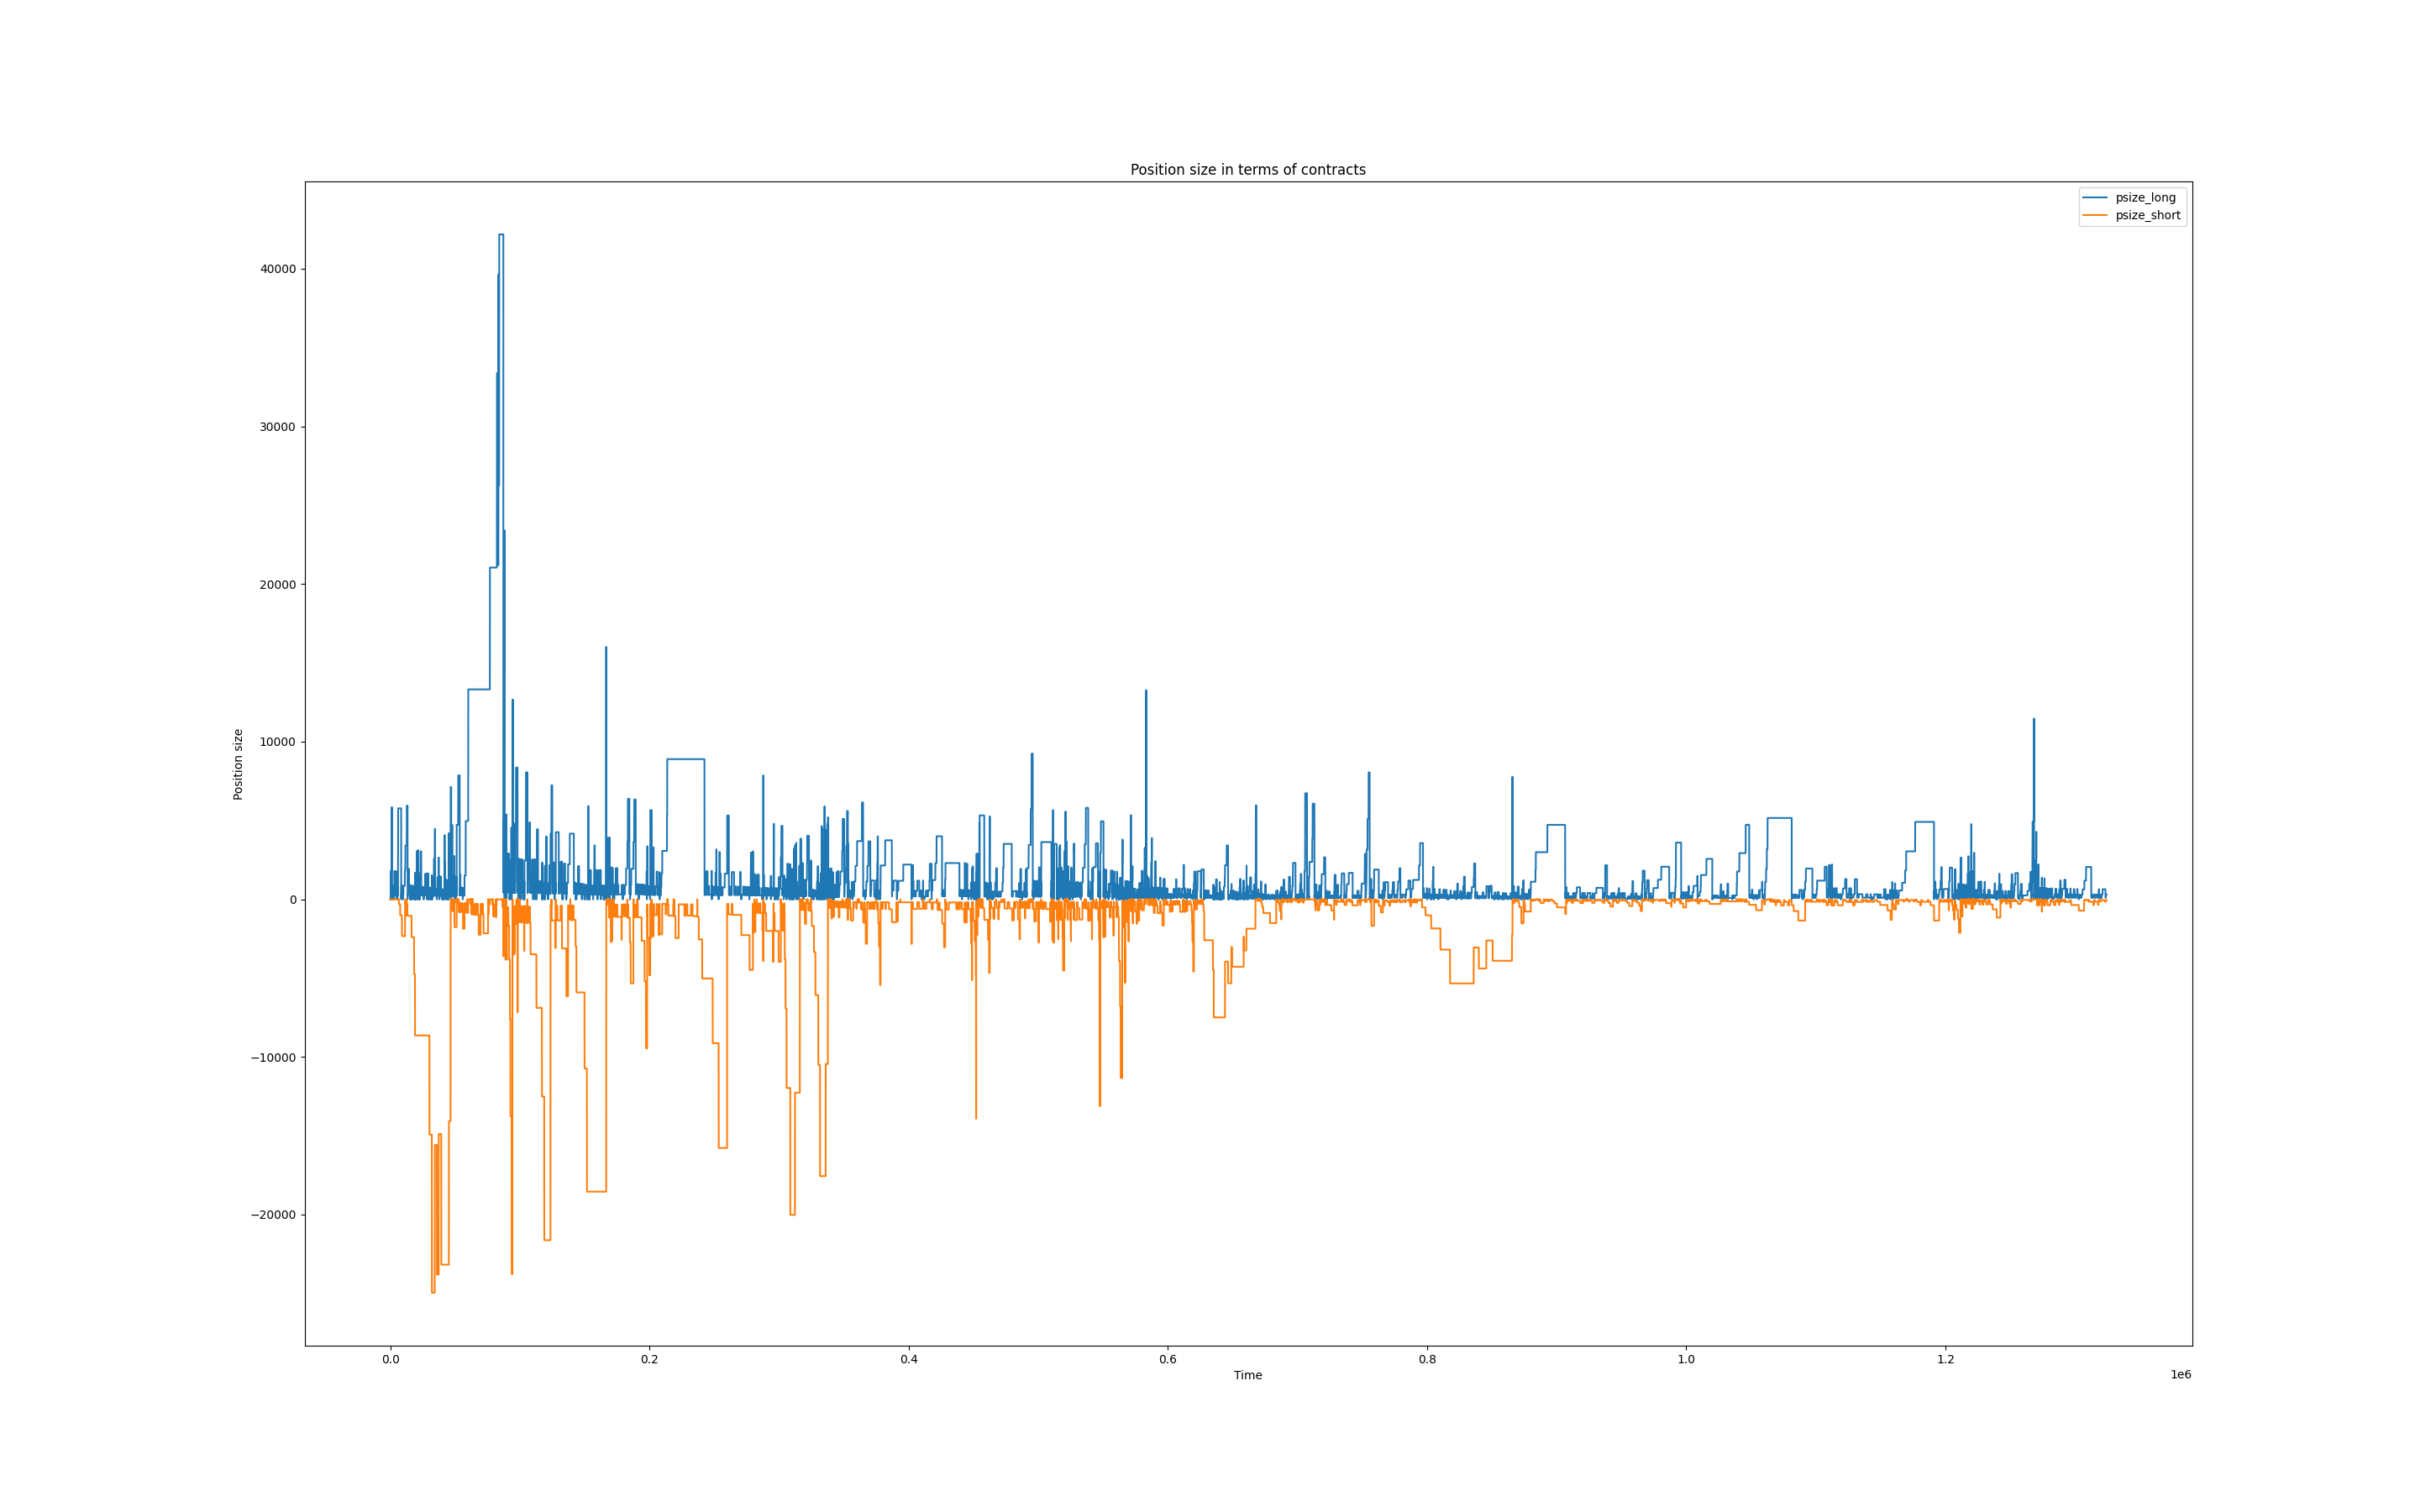 Position size in terms of contracts
psize_long
psize_short
40000
30000
20000
10000
0
−10000
−20000
Position size
0.0
0.2
0.4
0.6
0.8
1.0
1.2
1e6
Time